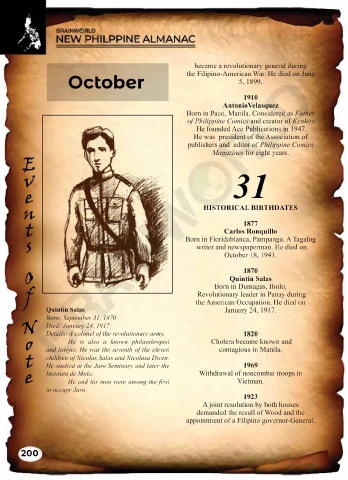 BRAINWORLD
NEW PHILPPINE ALMANAC
October
Events Of Note
Quintin Salas
Born: September 31, 1870
Died: January 24, 1917
Details: A colonel of the revolutionary army.
He is also a known philanthropist
and lawyer. He was the seventh of the eleven
children of Nicolas Salas and Nicolasa Dicen.
He studied at the Jaro Seminary and later the
Instituto de Molo.
He and his men were among the first
to occupy Jaro.
became a revolutionary general during
the Filipino-American War. He died on June
5, 1899.
1910
AntonioVelasquez
Born in Paco, Manila. Considered as Father
of Philippine Comics and creator of Kenkoy.
He founded Ace Publications in 1947.
He was president of the Association of
publishers and editor of Philippine Comics
Magazines for eight years.
31
HISTORICAL BIRTHDATES
1877
Carlos Ronquillo
Born in Floridablanca, Pampanga. A Tagalog
writer and newspaperman. He died on
October 18, 1941.
1870
Quintin Salas
Born in Dumagas, Iloilo.
Revolutionary leader in Panay during
the American Occupation. He died on
January 24, 1917.
1820
Cholera became known and
contagious in Manila.
1969
Withdrawal of noncombat troops in
Vietman.
1923
A joint resolution by both houses
demanded the recall of Wood and the
appointment of a Filipino governor-General.
200